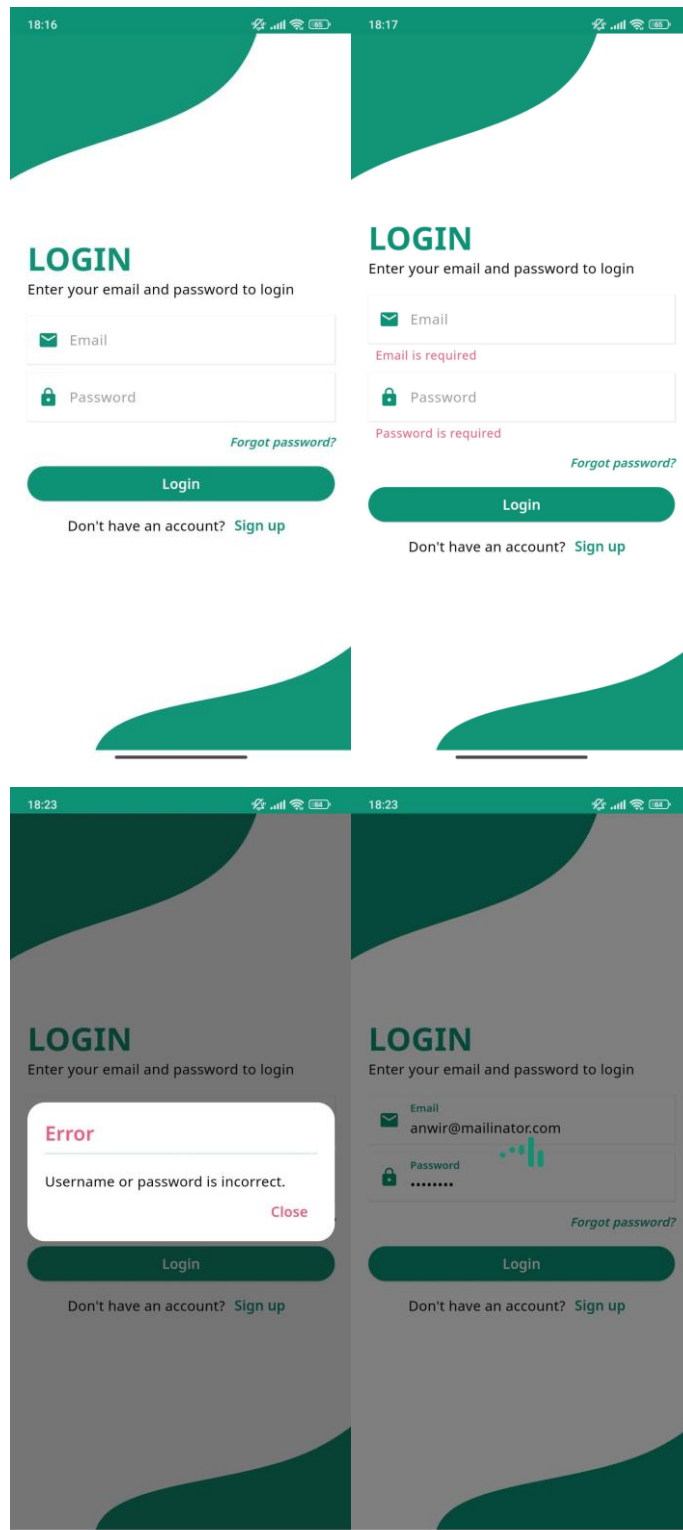 18:16
65
LOGIN
Enter your email and password to login
Email
Password
Forgot password?
Login
Don't have an account? Sign up
18:17
65
LOGIN
Enter your email and password to login
Email
Email is required
Password
Password is required
Forgot password?
Login
Don't have an account? Sign up
18:23
64
LOGIN
Enter your email and password to login
Error
Username or password is incorrect.
Close
Login
Don't have an account? Sign up
18:23
64
LOGIN
Enter your email and password to login
Email
anwir@mailinator.com
Password
••••••••
Forgot password?
Login
Don't have an account? Sign up